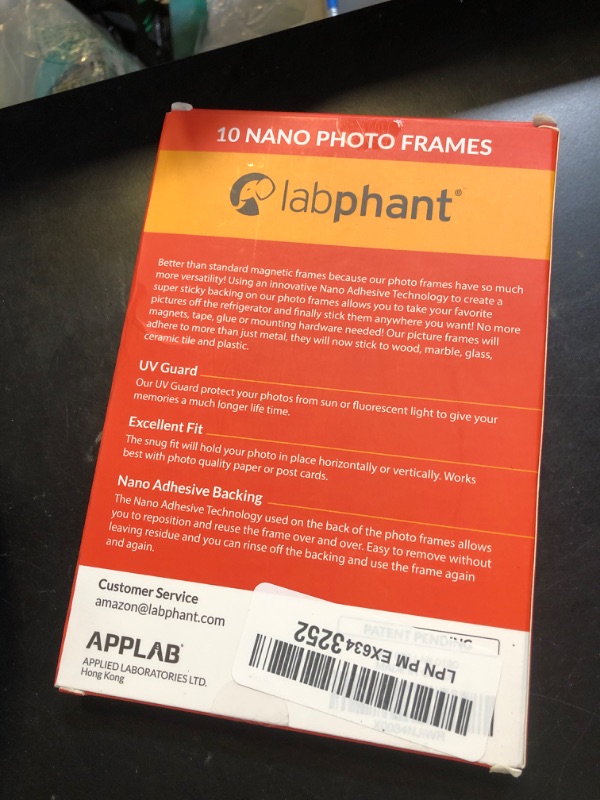 10 NANO PHOTO FRAMES
labphant®
Better than standard magnetic frames because our photo frames have so much
more versatility! Using an innovative Nano Adhesive Technology to create a
super sticky backing on our photo frames allows you to take your favorite
pictures off the refrigerator and finally stick them anywhere you want! No more
magnets, tape, glue or mounting hardware needed! Our picture frames will
adhere to more than just metal, they will now stick to wood, marble, glass,
ceramic tile and plastic.
UV Guard
Our UV Guard protect your photos from sun or fluorescent light to give your
memories a much longer life time.
Excellent Fit
The snug fit will hold your photo in place horizontally or vertically. Works
best with photo quality paper or post cards.
Nano Adhesive Backing
The Nano Adhesive Technology used on the back of the photo frames allows
you to reposition and reuse the frame over and over. Easy to remove without
leaving residue and you can rinse off the backing and use the frame again
and again.
Customer Service
amazon@labphant.com
APPLAB®
APPLIED LABORATORIES LTD.
Hong Kong
PATENT PENDING
LPN PM EX6343252